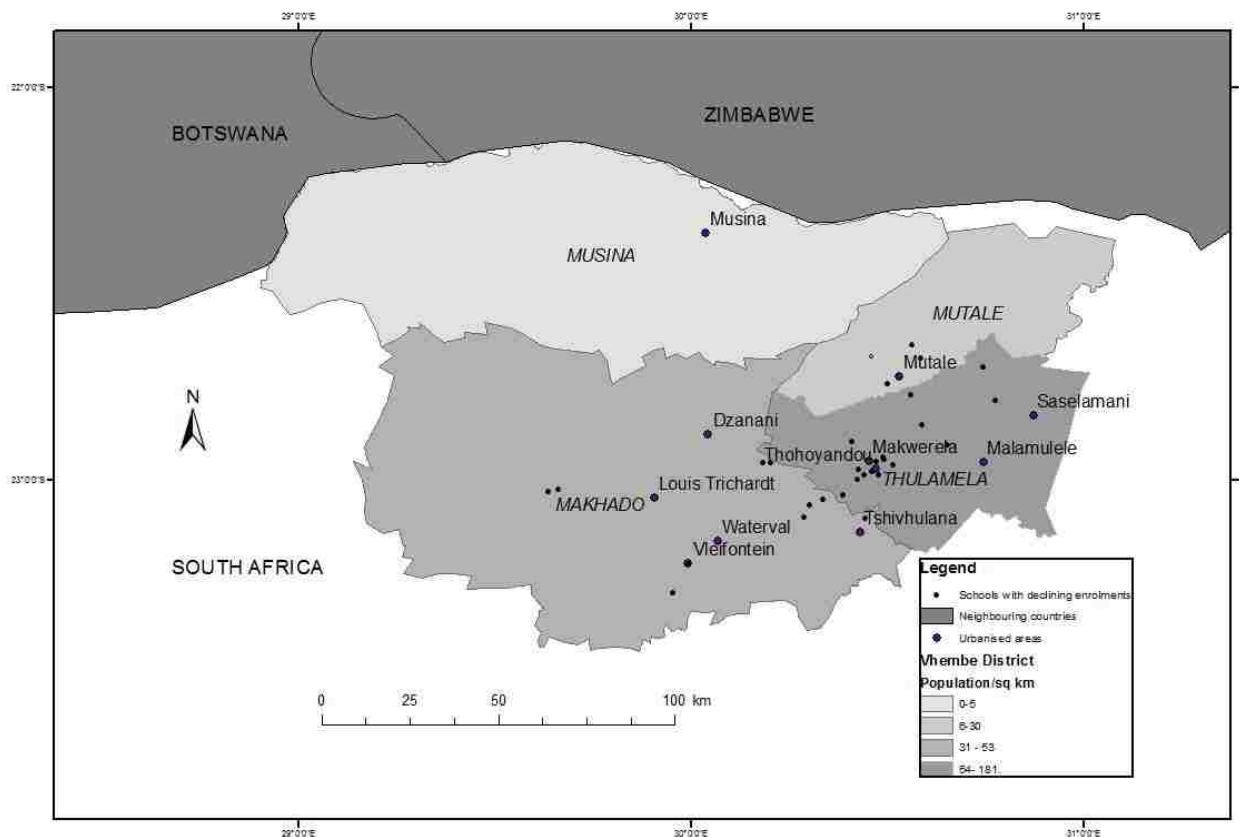 29°0'0"E 30°0'0"E 31°0'0"E
22°0'0"S
BOTSWANA
ZIMBABWE
Musina
MUSINA
MUTALE
Mutale
Saselamani
Dzanani
Thohoyandou
Makwerela
Malamulele
23°0'0"S
THULAMELA
Louis Trichardt
MAKHADO
Tshivhulana
Waterval
Vleifontein
N
SOUTH AFRICA
0 25 50 100 km
Legend
Schools with declining enrolments
Neighbouring countries
Urbanised areas
Vhembe District
Population/sq km
0-5
6-30
31 - 53
54- 181.
29°0'0"E 30°0'0"E 31°0'0"E